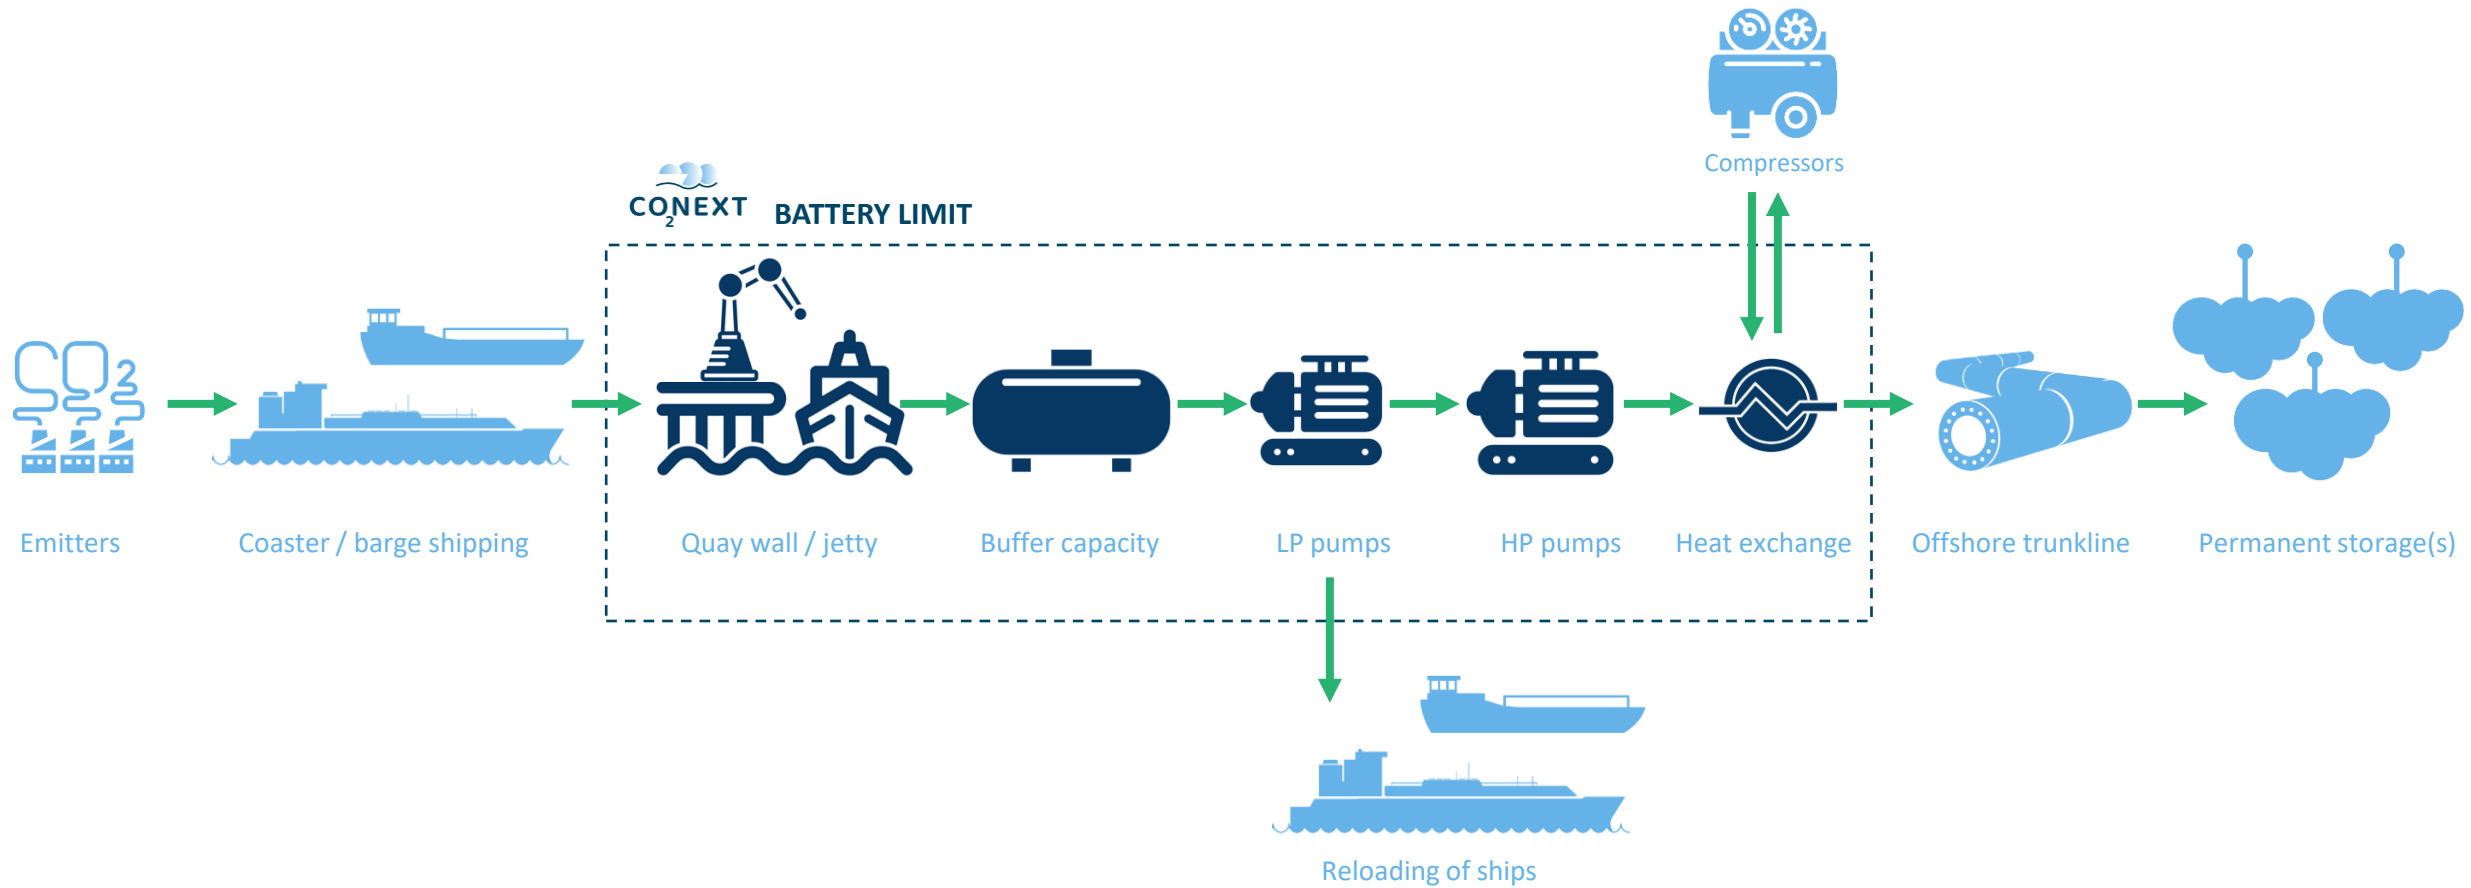 Compressors
CO₂NEXT
BATTERY LIMIT
CO₂
Emitters
Coaster / barge shipping
Quay wall / jetty
Buffer capacity
LP pumps
HP pumps
Heat exchange
Offshore trunkline
Permanent storage(s)
Reloading of ships